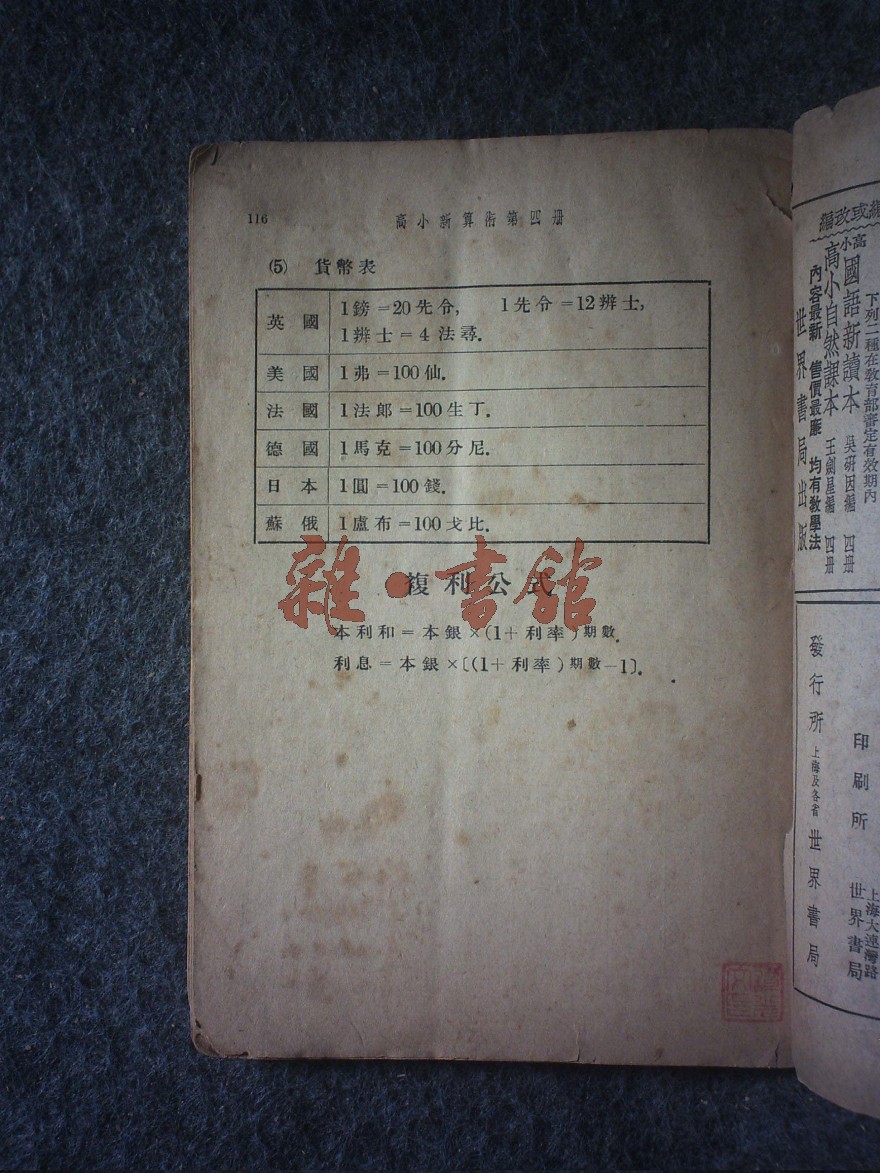 116
高小新算術第四册
(5) 貨幣表
英國 1鎊=20先令, 1先令=12辨士,
1辨士=4法尋.
美國 1弗=100仙.
法國 1法郎=100生丁.
德國 1馬克=100分尼.
日本 1圓=100錢.
蘇俄 1盧布=100戈比.
複利公式
本利和=本銀×(1+利率)期數.
利息=本銀×〔(1+利率)期數-1〕.
雜·書館
編或改編
下列二種在教育部審定有效期內
高小國語新讀本 吳研因編 四册
高小自然課本 王劍星編 四册
內容最新 售價最廉 均有教學法
世界書局出版
印刷所 上海大連灣路 世界書局
發行所 上海及各省 世界書局